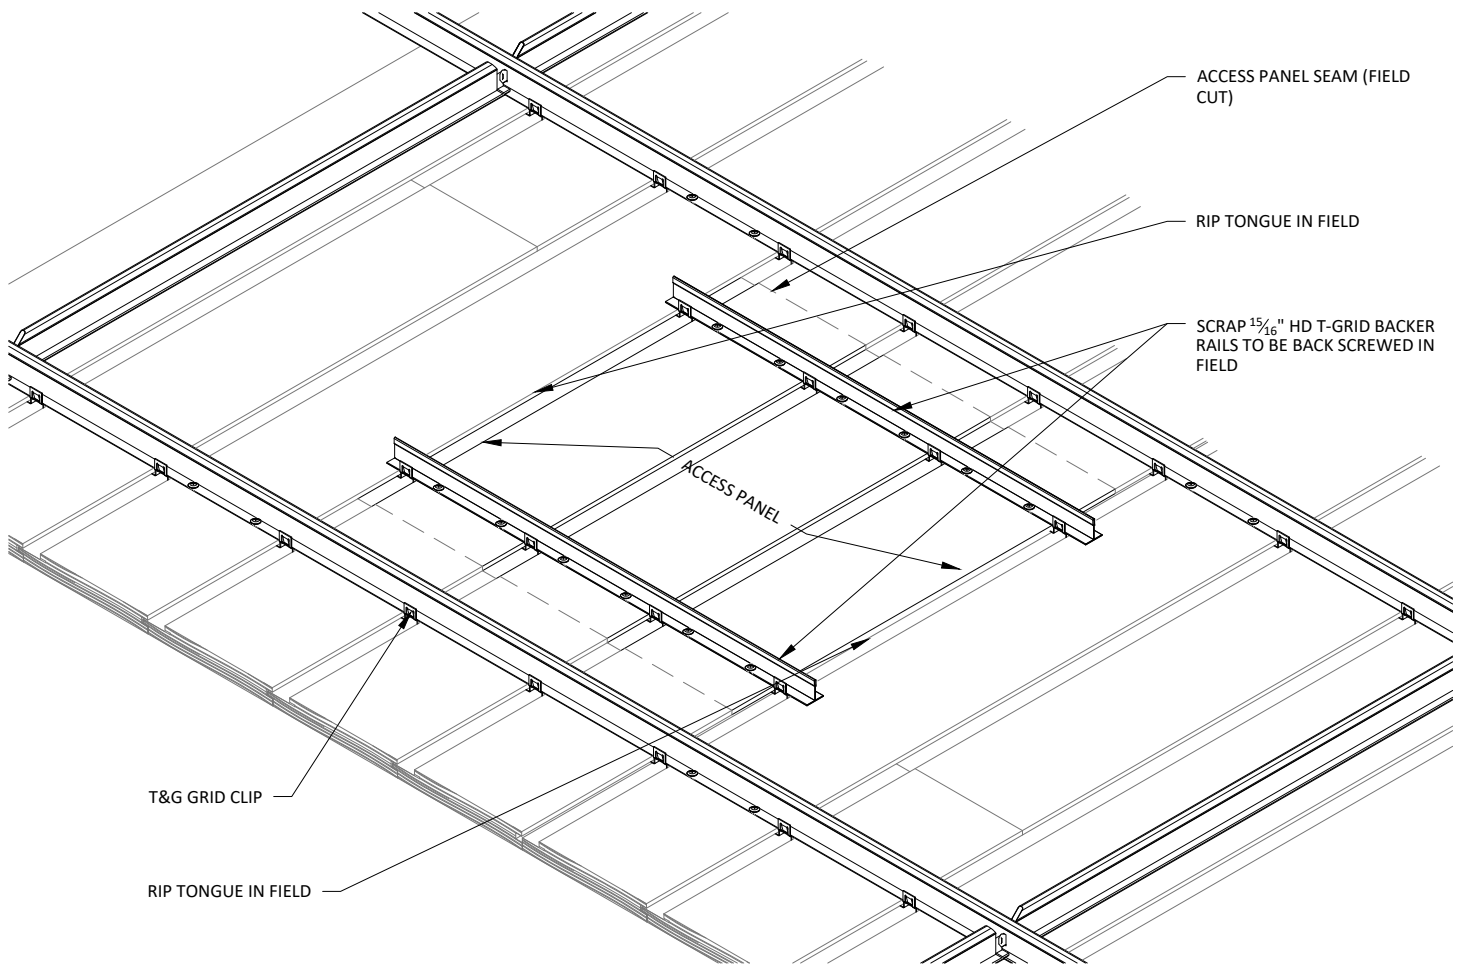 ACCESS PANEL SEAM (FIELD
CUT)
RIP TONGUE IN FIELD
SCRAP 15/16" HD T-GRID BACKER
RAILS TO BE BACK SCREWED IN
FIELD
ACCESS PANEL
T&G GRID CLIP
RIP TONGUE IN FIELD